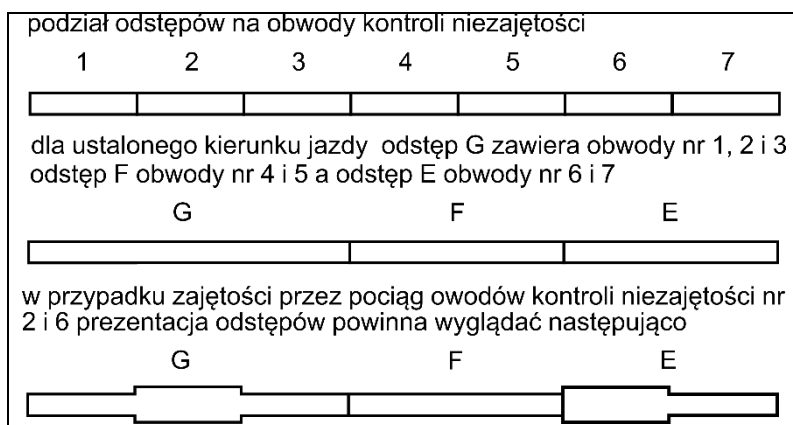 podział odstępów na obwody kontroli niezajętości
1 2 3 4 5 6 7
dla ustalonego kierunku jazdy odstęp G zawiera obwody nr 1, 2 i 3
odstęp F obwody nr 4 i 5 a odstęp E obwody nr 6 i 7
G F E
w przypadku zajętości przez pociąg owodów kontroli niezajętości nr
2 i 6 prezentacja odstępów powinna wyglądać następująco
G F E